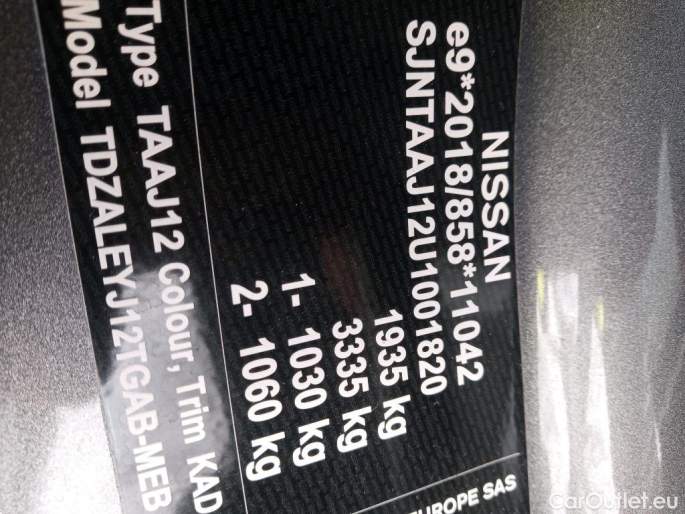 NISSAN
e9*2018/858*11042
SJNTAAJ12U1001820
1935 kg
3335 kg
1- 1030 kg
2- 1060 kg
Type TAAJ12 Colour, Trim KAD
Model TDZALEYJ12TGAB-MEB
EUROPE SAS
CarOutlet.eu